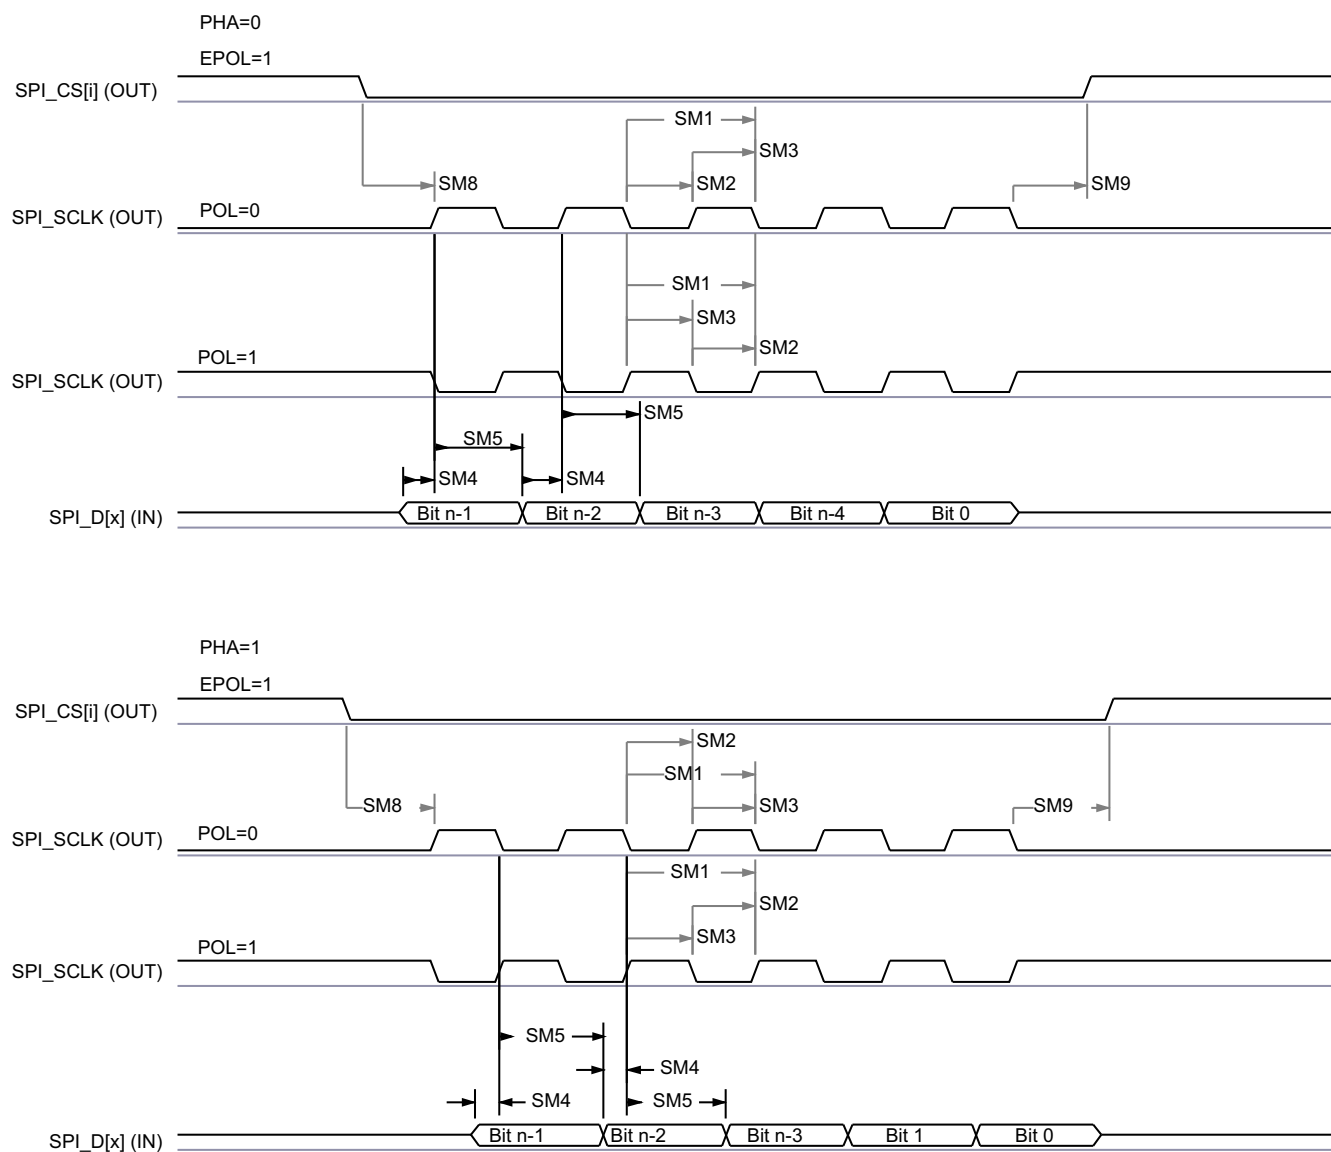 PHA=0
EPOL=1
SPI_CS[i] (OUT)
SM1
SM3
SM8
SM2
SM9
POL=0
SPI_SCLK (OUT)
SM1
SM3
SM2
POL=1
SPI_SCLK (OUT)
SM5
SM5
SM4
SM4
SPI_D[x] (IN)
Bit n-1
Bit n-2
Bit n-3
Bit n-4
Bit 0
PHA=1
EPOL=1
SPI_CS[i] (OUT)
SM2
SM1
SM8
SM3
SM9
POL=0
SPI_SCLK (OUT)
SM1
SM2
SM3
POL=1
SPI_SCLK (OUT)
SM5
SM4
SM4
SM5
SPI_D[x] (IN)
Bit n-1
Bit n-2
Bit n-3
Bit 1
Bit 0